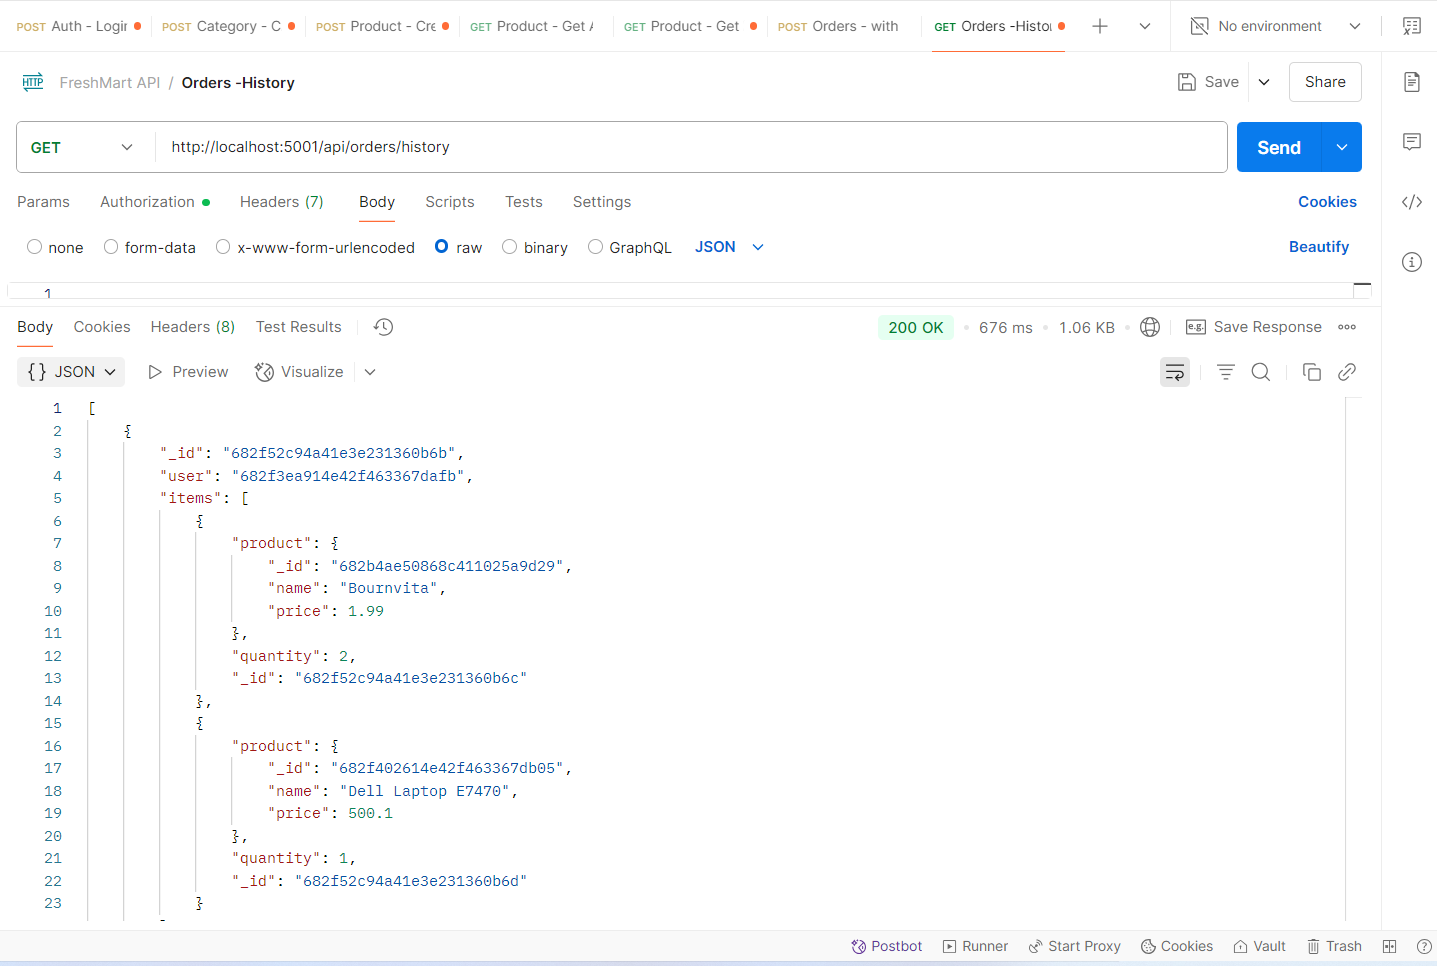 POST Auth - Login POST Category - C POST Product - Cre GET Product - Get A GET Product - Get POST Orders - with GET Orders -Histor No environment
HTTP FreshMart API / Orders -History Save Share
GET http://localhost:5001/api/orders/history Send
Params Authorization Headers (7) Body Scripts Tests Settings Cookies
none form-data x-www-form-urlencoded raw binary GraphQL JSON Beautify
1
Body Cookies Headers (8) Test Results 200 OK 676 ms 1.06 KB e.g. Save Response
{} JSON Preview Visualize
1 [
2 {
3 "_id": "682f52c94a41e3e231360b6b",
4 "user": "682f3ea914e42f463367dafb",
5 "items": [
6 {
7 "product": {
8 "_id": "682b4ae50868c411025a9d29",
9 "name": "Bournvita",
10 "price": 1.99
11 },
12 "quantity": 2,
13 "_id": "682f52c94a41e3e231360b6c"
14 },
15 {
16 "product": {
17 "_id": "682f402614e42f463367db05",
18 "name": "Dell Laptop E7470",
19 "price": 500.1
20 },
21 "quantity": 1,
22 "_id": "682f52c94a41e3e231360b6d"
23 }
Postbot Runner Start Proxy Cookies Vault Trash